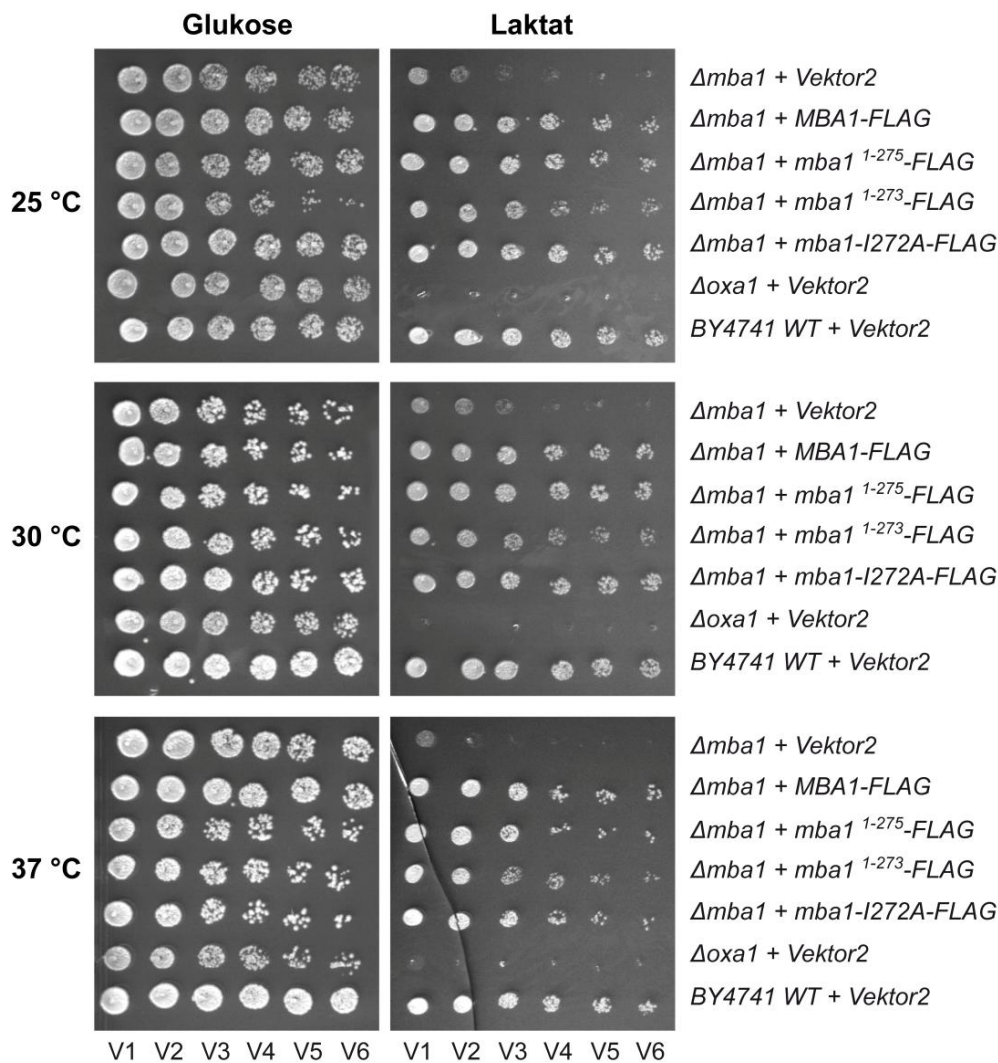 Glukose Laktat
25 °C
Δmba1 + Vektor2
Δmba1 + MBA1-FLAG
Δmba1 + mba1 1-275-FLAG
Δmba1 + mba1 1-273-FLAG
Δmba1 + mba1-I272A-FLAG
Δoxa1 + Vektor2
BY4741 WT + Vektor2
30 °C
Δmba1 + Vektor2
Δmba1 + MBA1-FLAG
Δmba1 + mba1 1-275-FLAG
Δmba1 + mba1 1-273-FLAG
Δmba1 + mba1-I272A-FLAG
Δoxa1 + Vektor2
BY4741 WT + Vektor2
37 °C
Δmba1 + Vektor2
Δmba1 + MBA1-FLAG
Δmba1 + mba1 1-275-FLAG
Δmba1 + mba1 1-273-FLAG
Δmba1 + mba1-I272A-FLAG
Δoxa1 + Vektor2
BY4741 WT + Vektor2
V1 V2 V3 V4 V5 V6 V1 V2 V3 V4 V5 V6